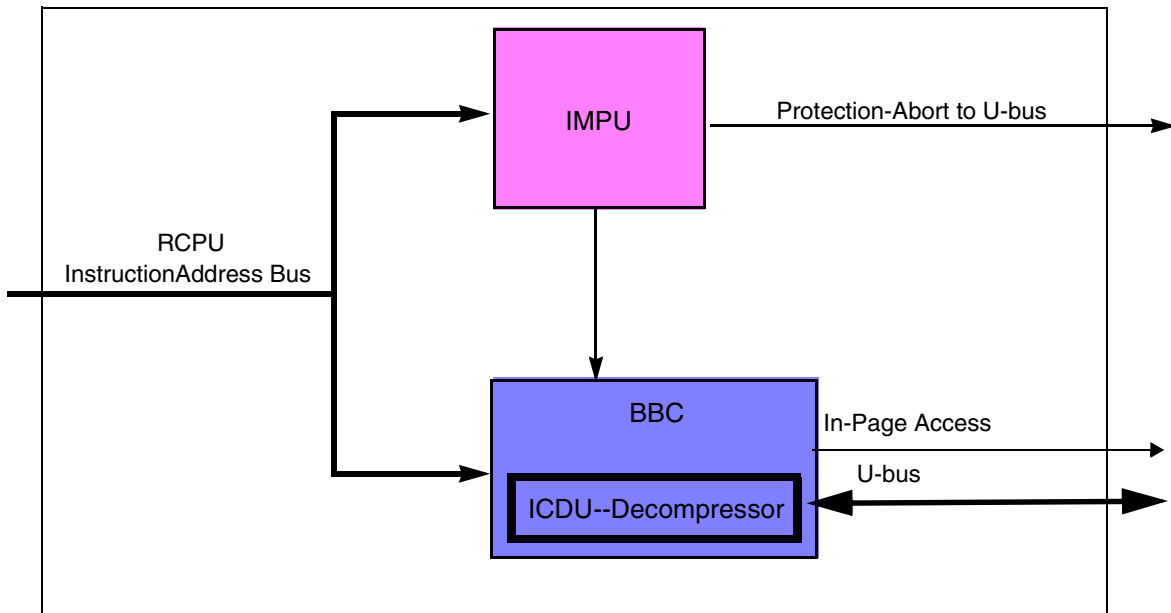 IMPU
Protection-Abort to U-bus
RCPU
InstructionAddress Bus
BBC
In-Page Access
U-bus
ICDU--Decompressor